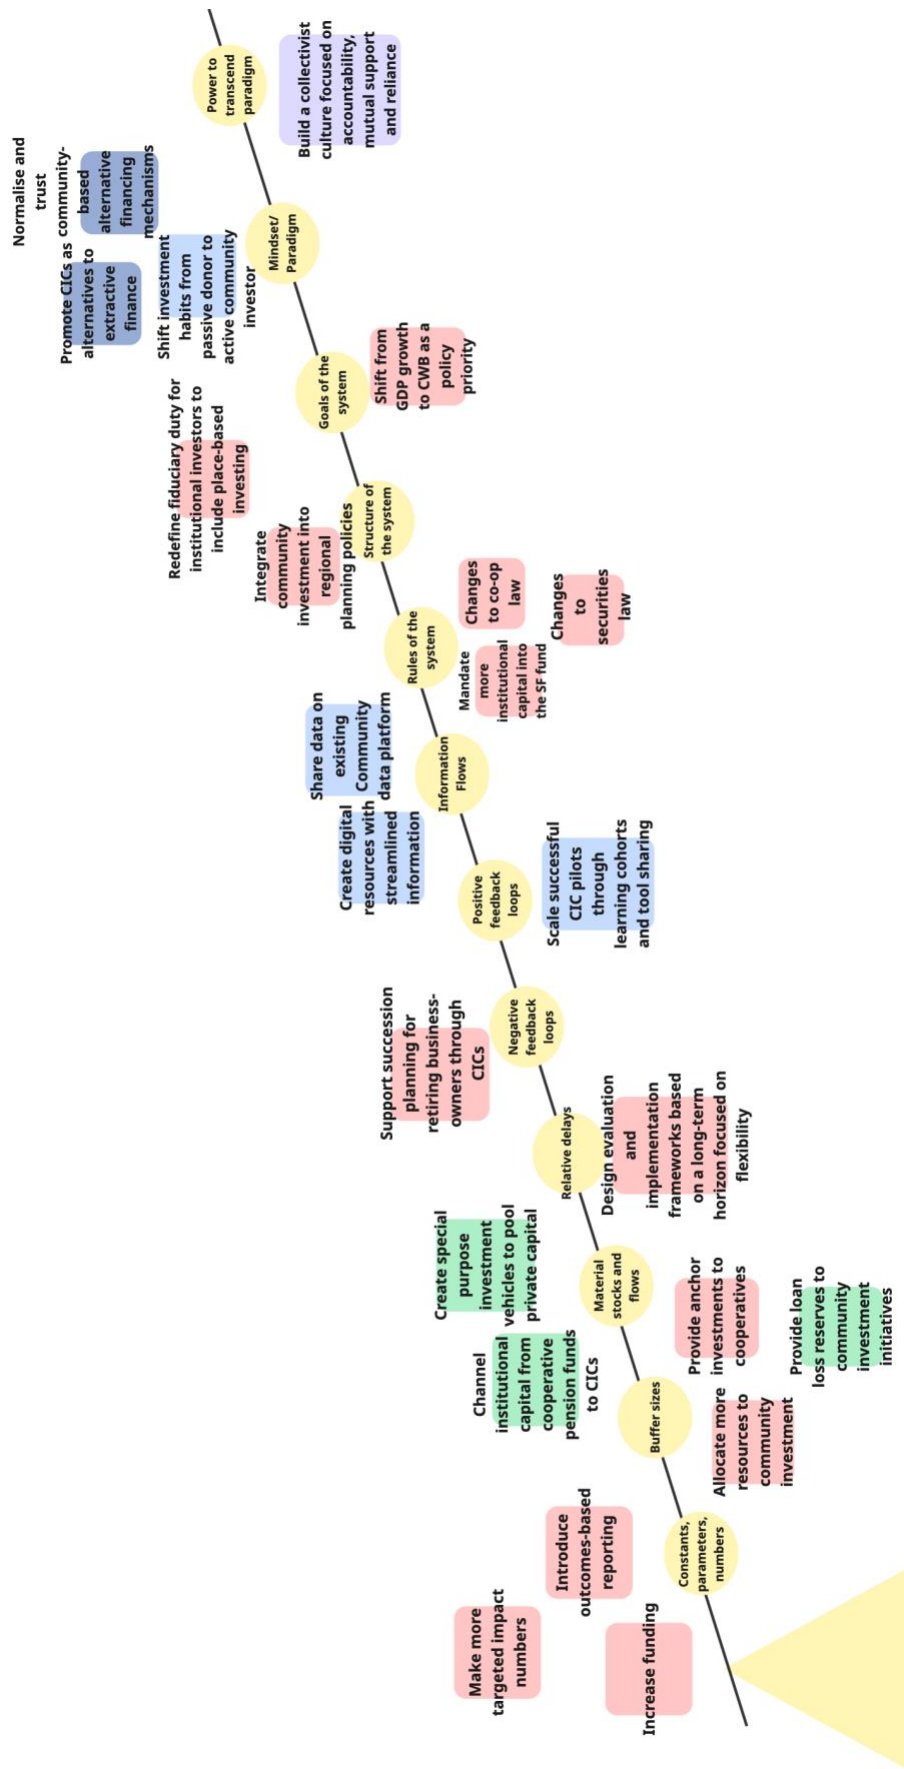 Make more
targeted impact
numbers
Increase funding
Introduce
outcomes-based
reporting
Constants,
parameters,
numbers
Allocate more
resources to
community
investment
Buffer sizes
Channel
institutional
capital from
cooperative
pension funds
to CICs
Provide loan
loss reserves to
community
investment
initiatives
Provide anchor
investments to
cooperatives
Material
stocks and
flows
Create special
purpose
investment
vehicles to pool
private capital
Relative delays
Design evaluation
and
implementation
frameworks based
on a long-term
horizon focused on
flexibility
Support succession
planning for
retiring business-
owners through
CICs
Negative
feedback
loops
Positive
feedback
loops
Scale successful
CIC pilots
through
learning cohorts
and tool sharing
Create digital
resources with
streamlined
information
Information
Flows
Share data on
existing
Community
data platform
Mandate
more
institutional
capital into
the SF fund
Rules of the
system
Changes
to co-op
law
Changes
to
securities
law
Integrate
community
investment into
regional
planning policies
Structure of
the system
Redefine fiduciary duty for
institutional investors to
include place-based
investing
Goals of the
system
Shift from
GDP growth
to CWB as a
policy
priority
Promote CICs as
alternatives to
extractive
finance
Shift investment
habits from
passive donor to
active community
investor
Mindset/
Paradigm
Normalise and
trust
community-
based
alternative
financing
mechanisms
Power to
transcend
paradigm
Build a collectivist
culture focused on
accountability,
mutual support
and reliance